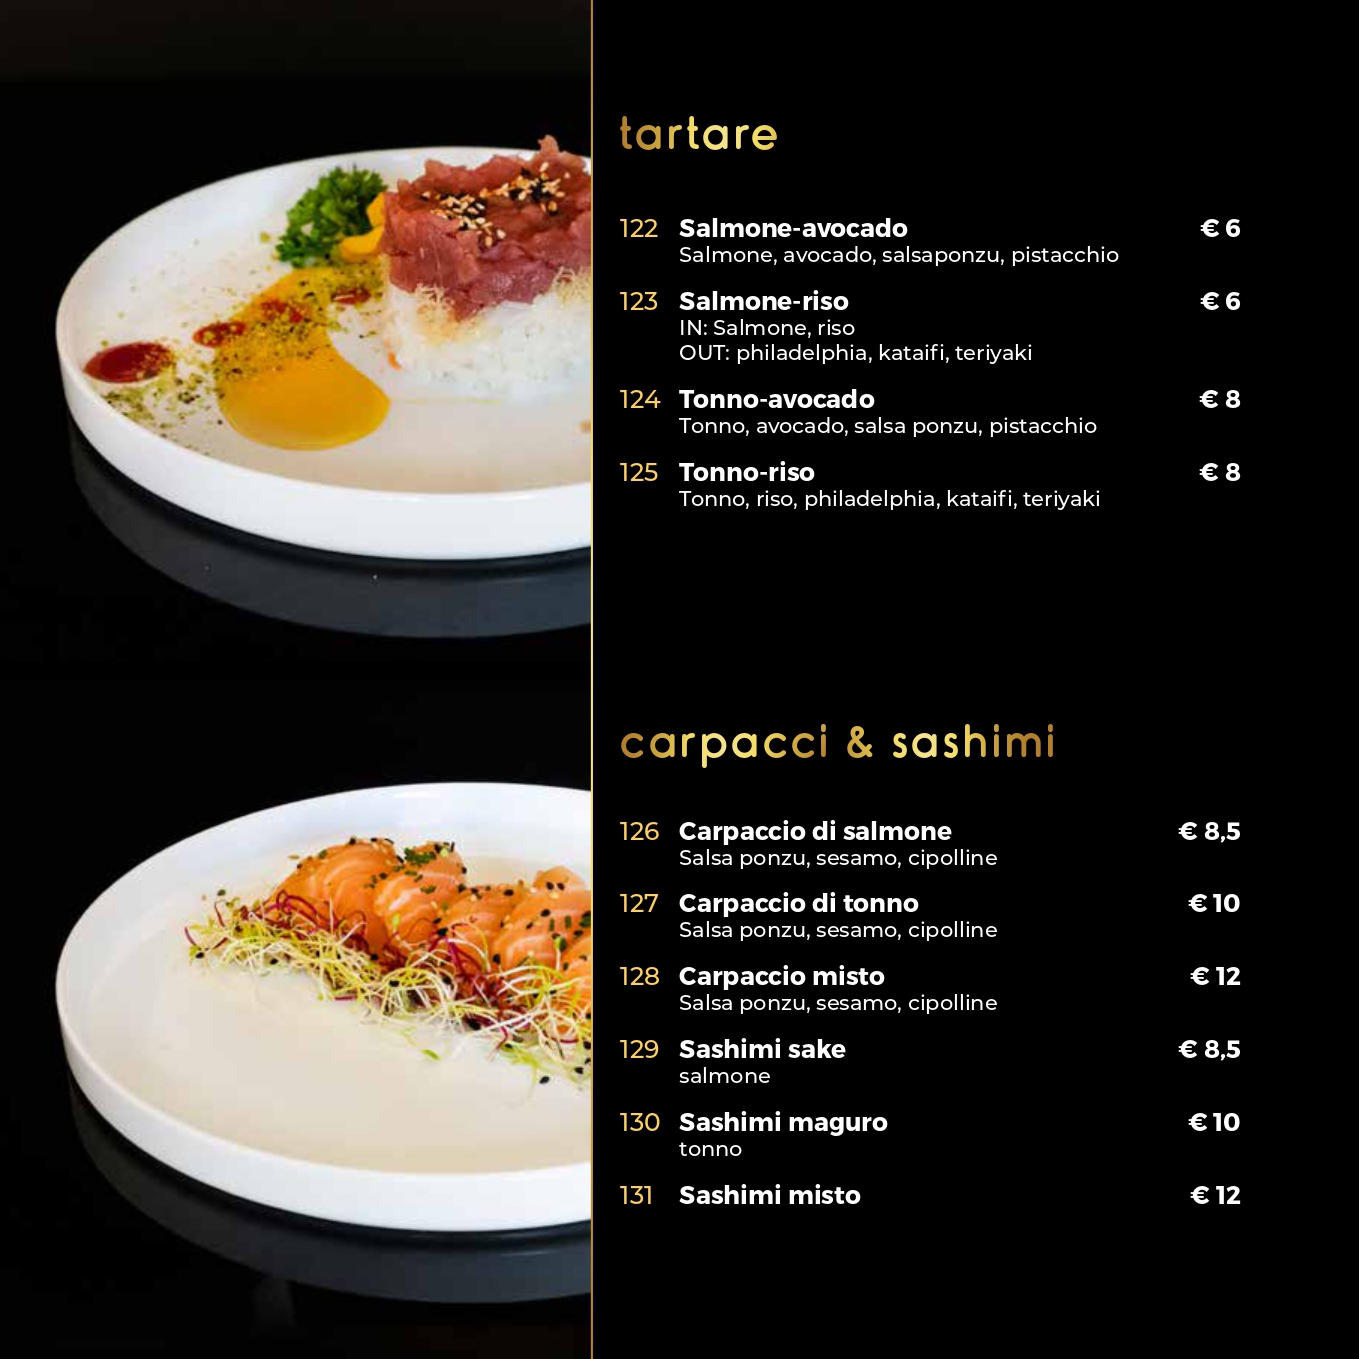 tartare
122 Salmone-avocado € 6
Salmone, avocado, salsaponzu, pistacchio
123 Salmone-riso € 6
IN: Salmone, riso
OUT: philadelphia, kataifi, teriyaki
124 Tonno-avocado € 8
Tonno, avocado, salsa ponzu, pistacchio
125 Tonno-riso € 8
Tonno, riso, philadelphia, kataifi, teriyaki
carpacci & sashimi
126 Carpaccio di salmone € 8,5
Salsa ponzu, sesamo, cipolline
127 Carpaccio di tonno € 10
Salsa ponzu, sesamo, cipolline
128 Carpaccio misto € 12
Salsa ponzu, sesamo, cipolline
129 Sashimi sake € 8,5
salmone
130 Sashimi maguro € 10
tonno
131 Sashimi misto € 12